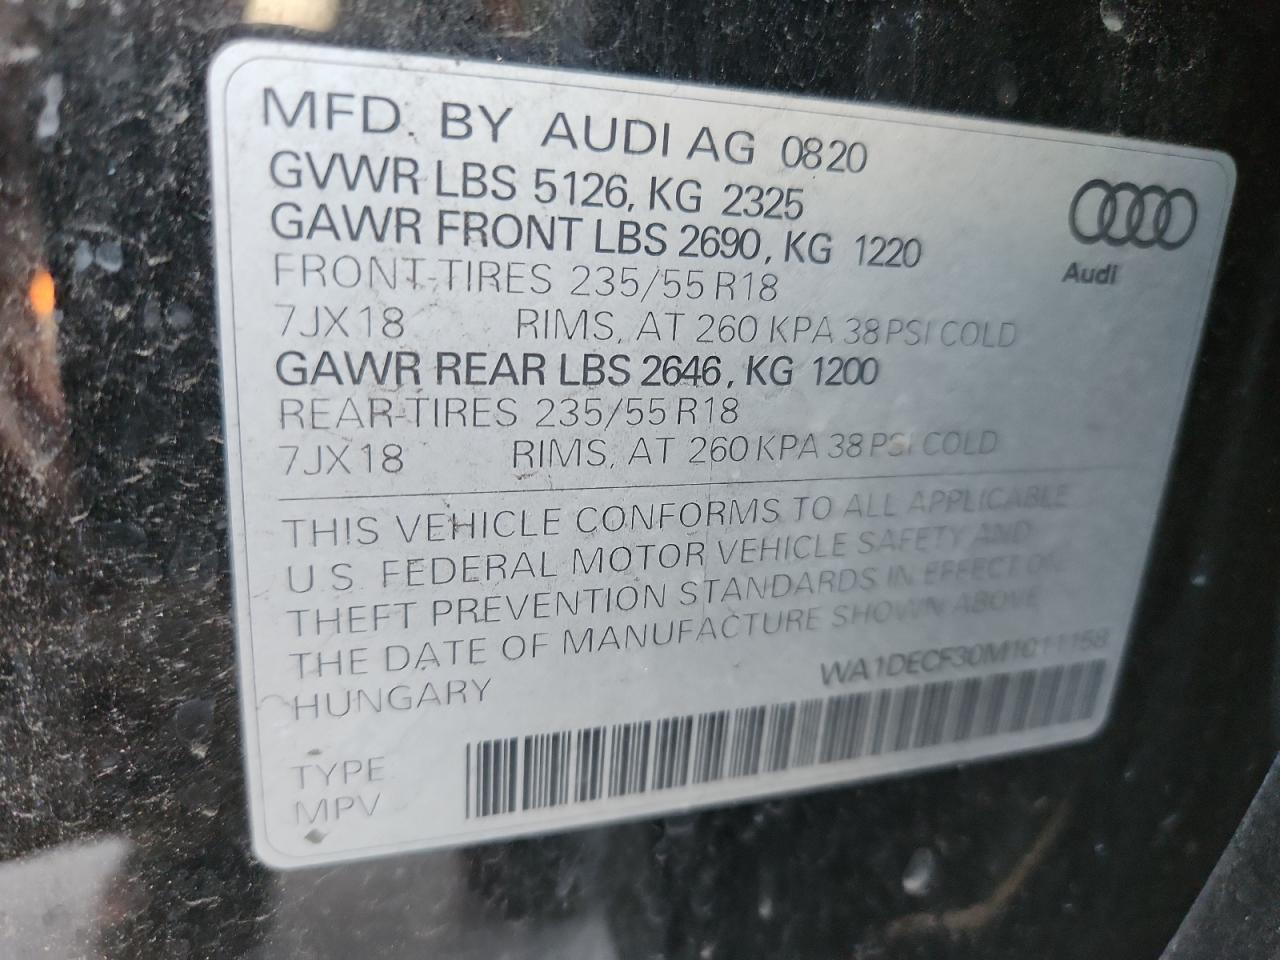 MFD. BY AUDI AG 0820
GVWR LBS 5126, KG 2325
GAWR FRONT LBS 2690, KG 1220
Audi
FRONT-TIRES 235/55 R18
7JX18 RIMS, AT 260 KPA 38 PSI COLD
GAWR REAR LBS 2646, KG 1200
REAR-TIRES 235/55 R18
7JX18 RIMS, AT 260 KPA 38 PSI COLD
THIS VEHICLE CONFORMS TO ALL APPLICABLE
U.S. FEDERAL MOTOR VEHICLE SAFETY AND
THEFT PREVENTION STANDARDS IN EFFECT ON
THE DATE OF MANUFACTURE SHOWN ABOVE
HUNGARY
WA1DECF30M1011158
TYPE
MPV